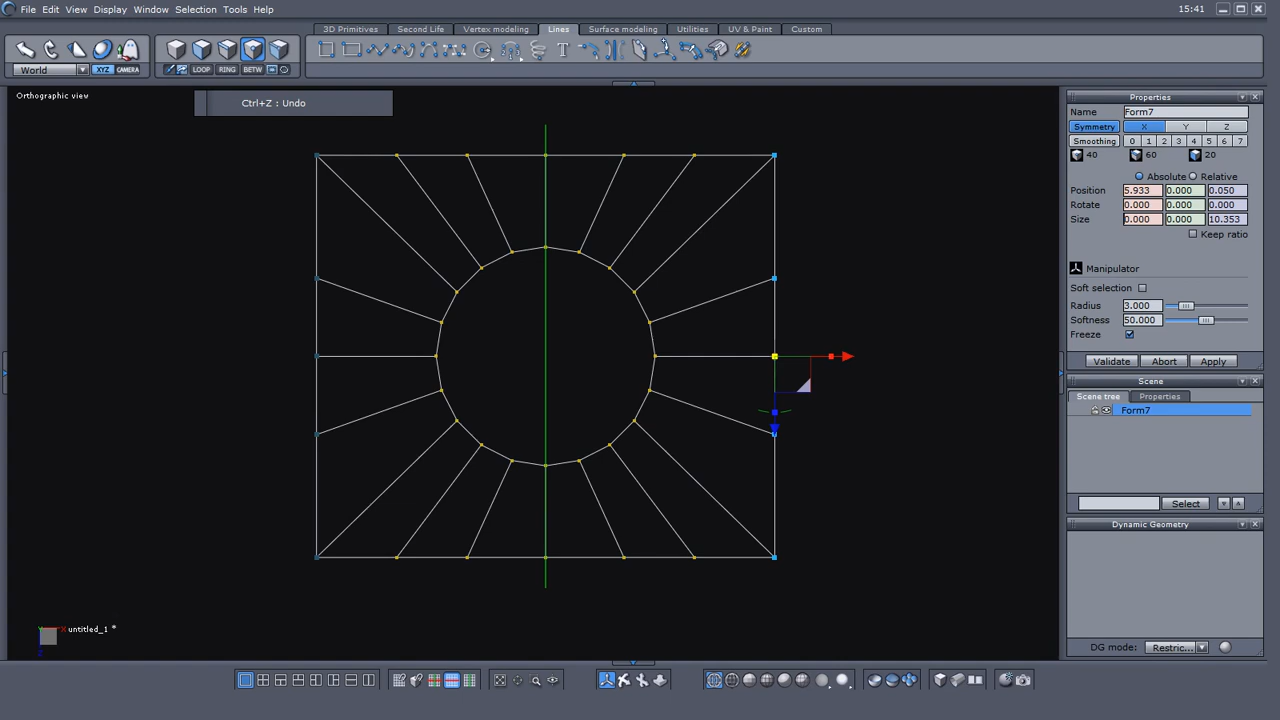 File Edit View Display Window Selection Tools Help
15:41
3D Primitives Second Life Vertex modeling Lines Surface modeling Utilities UV & Paint Custom
World XYZ CAMERA LOOP RING BETW
Orthographic view
Ctrl+Z : Undo
Properties
Name Form7
Symmetry X Y Z
Smoothing 0 1 2 3 4 5 6 7
40 60 20
Absolute Relative
Position 5.933 0.000 0.050
Rotate 0.000 0.000 0.000
Size 0.000 0.000 10.353
Keep ratio
Manipulator
Soft selection
Radius 3.000
Softness 50.000
Freeze
Validate Abort Apply
Scene
Scene tree Properties
Form7
Select
Dynamic Geometry
DG mode: Restric...
X
untitled_1 *